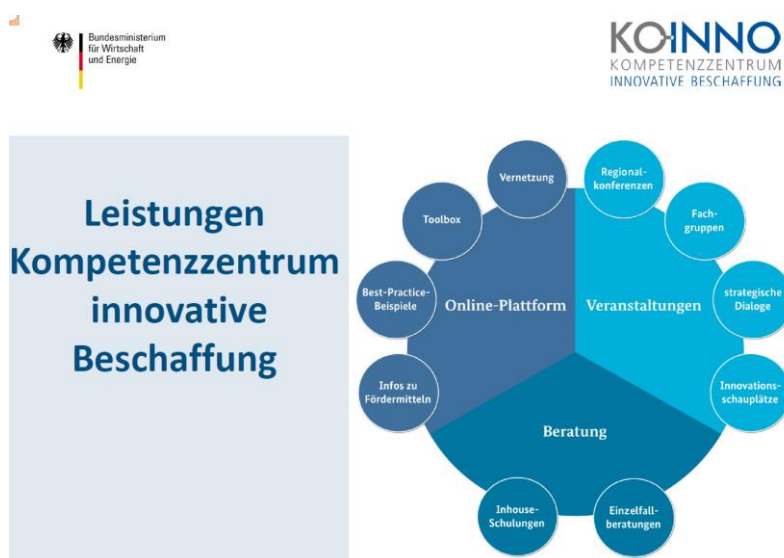 Bundesministerium
für Wirtschaft
und Energie
KOINNO
KOMPETENZZENTRUM
INNOVATIVE BESCHAFFUNG
Leistungen
Kompetenzzentrum
innovative
Beschaffung
Vernetzung
Toolbox
Best-Practice-
Beispiele
Infos zu
Fördermitteln
Online-Plattform
Regional-
konferenzen
Fach-
gruppen
strategische
Dialoge
Innovations-
schauplätze
Veranstaltungen
Beratung
Inhouse-
Schulungen
Einzelfall-
beratungen